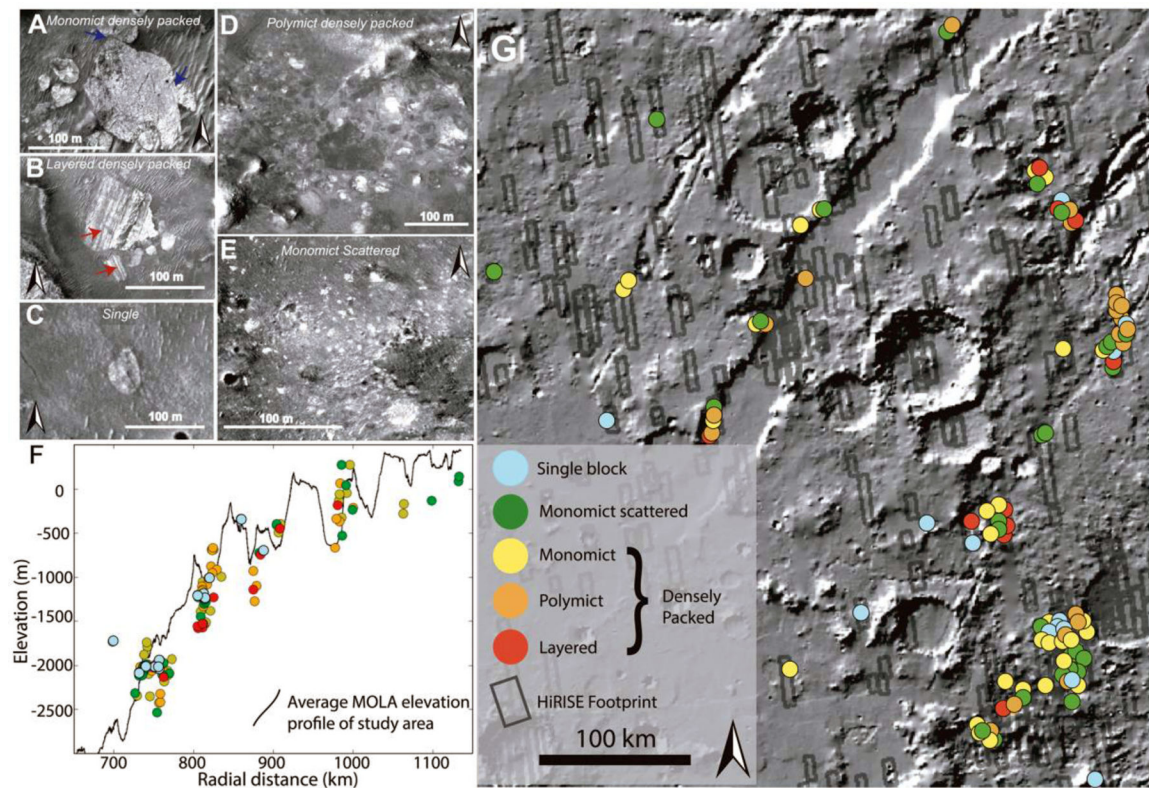 A
Monomict densely packed
100 m
B
Layered densely packed
100 m
C
Single
100 m
D
Polymict densely packed
100 m
E
Monomict Scattered
100 m
F
0
-500
-1000
-1500
-2000
-2500
Elevation (m)
700 800 900 1000 1100
Radial distance (km)
Average MOLA elevation
profile of study area
G
Single block
Monomict scattered
Monomict
Polymict
Layered
Densely
Packed
HiRISE Footprint
100 km